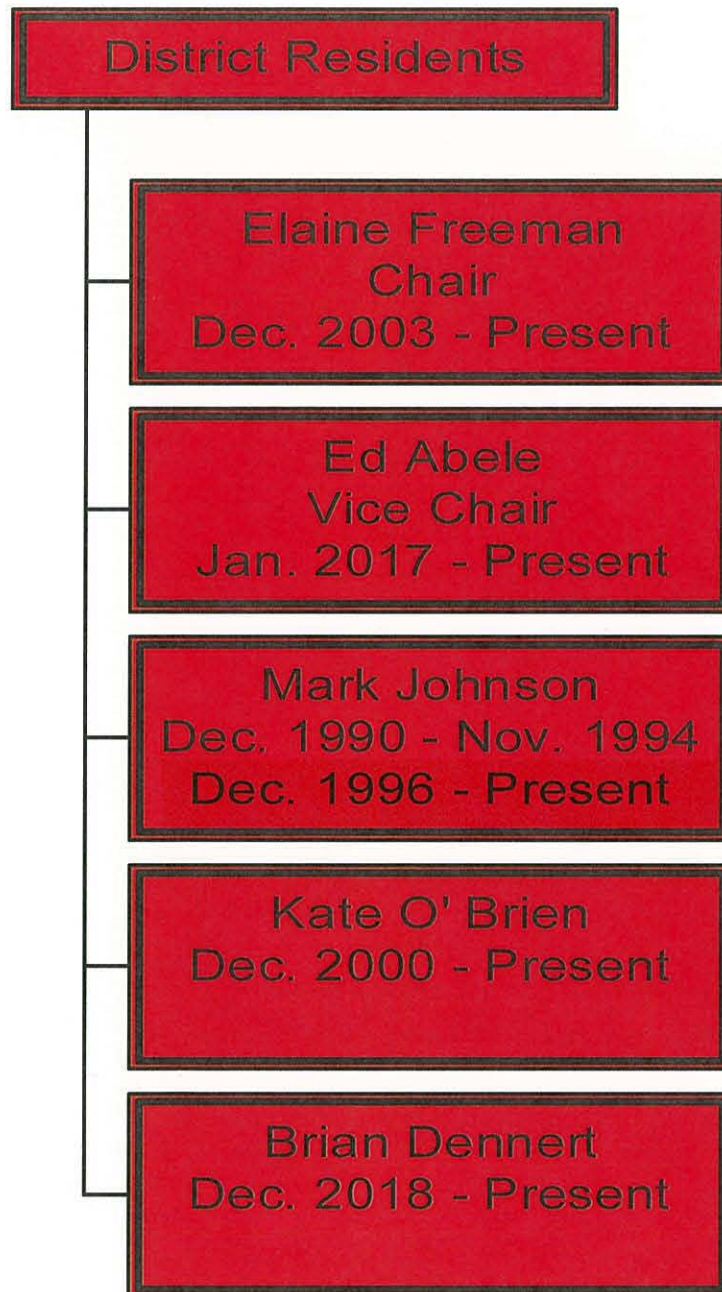 District Residents
Elaine Freeman
Chair
Dec. 2003 - Present
Ed Abele
Vice Chair
Jan. 2017 - Present
Mark Johnson
Dec. 1990 - Nov. 1994
Dec. 1996 - Present
Kate O' Brien
Dec. 2000 - Present
Brian Dennert
Dec. 2018 - Present